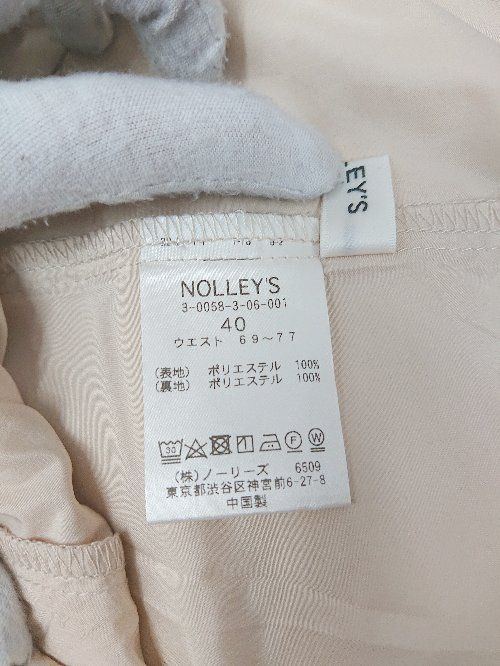 LEY'S
NOLLEY'S
3-0058-3-06-001
40
ウエスト 69～77
(表地) ポリエステル 100%
(裏地) ポリエステル 100%
30 F W
(株)ノーリーズ 6509
東京都渋谷区神宮前6-27-8
中国製